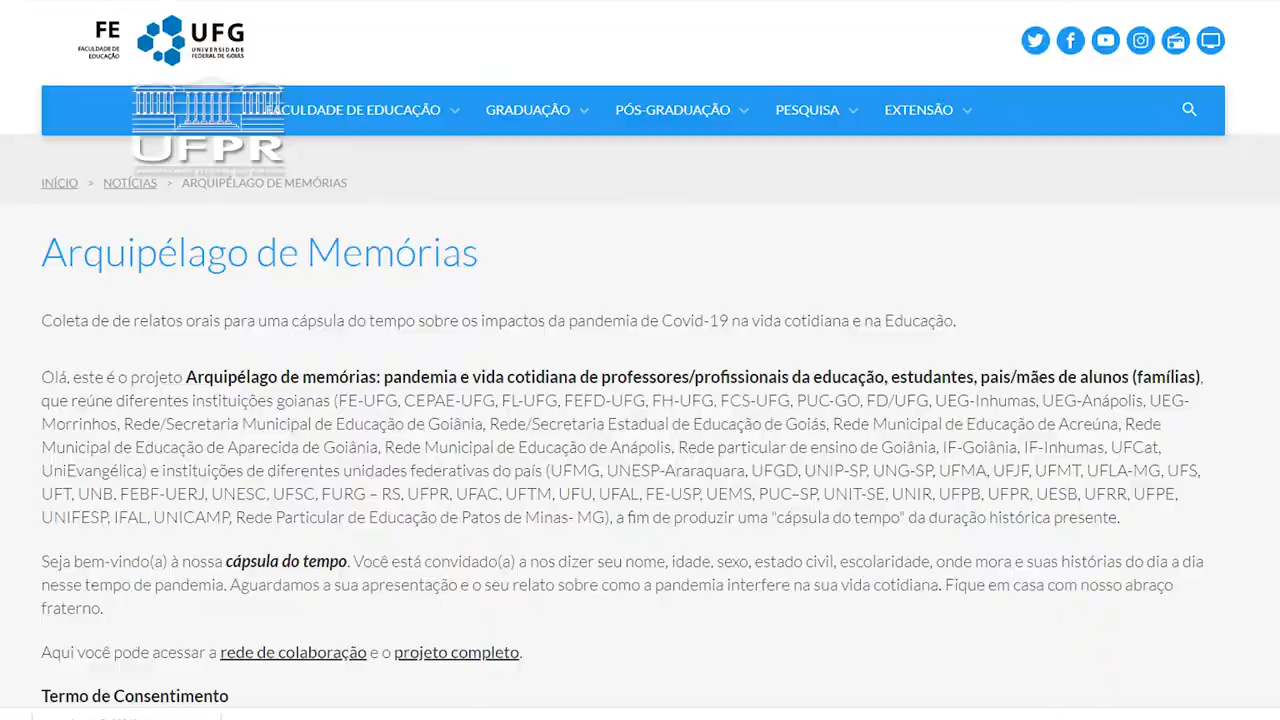 FE
FACULDADE DE
EDUCAÇÃO
UFG
UNIVERSIDADE
FEDERAL DE GOIÁS
FACULDADE DE EDUCAÇÃO GRADUAÇÃO PÓS-GRADUAÇÃO PESQUISA EXTENSÃO
UFPR
INÍCIO > NOTÍCIAS > ARQUIPÉLAGO DE MEMÓRIAS
Arquipélago de Memórias
Coleta de de relatos orais para uma cápsula do tempo sobre os impactos da pandemia de Covid-19 na vida cotidiana e na Educação.
Olá, este é o projeto Arquipélago de memórias: pandemia e vida cotidiana de professores/profissionais da educação, estudantes, pais/mães de alunos (famílias),
que reúne diferentes instituições goianas (FE-UFG, CEPAE-UFG, FL-UFG, FEFD-UFG, FH-UFG, FCS-UFG, PUC-GO, FD/UFG, UEG-Inhumas, UEG-Anápolis, UEG-
Morrinhos, Rede/Secretaria Municipal de Educação de Goiânia, Rede/Secretaria Estadual de Educação de Goiás, Rede Municipal de Educação de Acreúna, Rede
Municipal de Educação de Aparecida de Goiânia, Rede Municipal de Educação de Anápolis, Rede particular de ensino de Goiânia, IF-Goiânia, IF-Inhumas, UFCat,
UniEvangélica) e instituições de diferentes unidades federativas do país (UFMG, UNESP-Araraquara, UFGD, UNIP-SP, UNG-SP, UFMA, UFJF, UFMT, UFLA-MG, UFS,
UFT, UNB, FEBF-UERJ, UNESC, UFSC, FURG – RS, UFPR, UFAC, UFTM, UFU, UFAL, FE-USP, UEMS, PUC–SP, UNIT-SE, UNIR, UFPB, UFPR, UESB, UFRR, UFPE,
UNIFESP, IFAL, UNICAMP, Rede Particular de Educação de Patos de Minas- MG), a fim de produzir uma "cápsula do tempo" da duração histórica presente.
Seja bem-vindo(a) à nossa cápsula do tempo. Você está convidado(a) a nos dizer seu nome, idade, sexo, estado civil, escolaridade, onde mora e suas histórias do dia a dia
nesse tempo de pandemia. Aguardamos a sua apresentação e o seu relato sobre como a pandemia interfere na sua vida cotidiana. Fique em casa com nosso abraço
fraterno.
Aqui você pode acessar a rede de colaboração e o projeto completo.
Termo de Consentimento